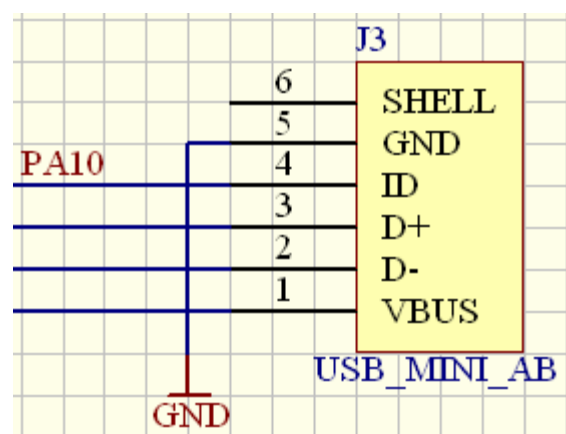 J3
6 SHELL
5 GND
PA10 4 ID
3 D+
2 D-
1 VBUS
USB_MINI_AB
GND